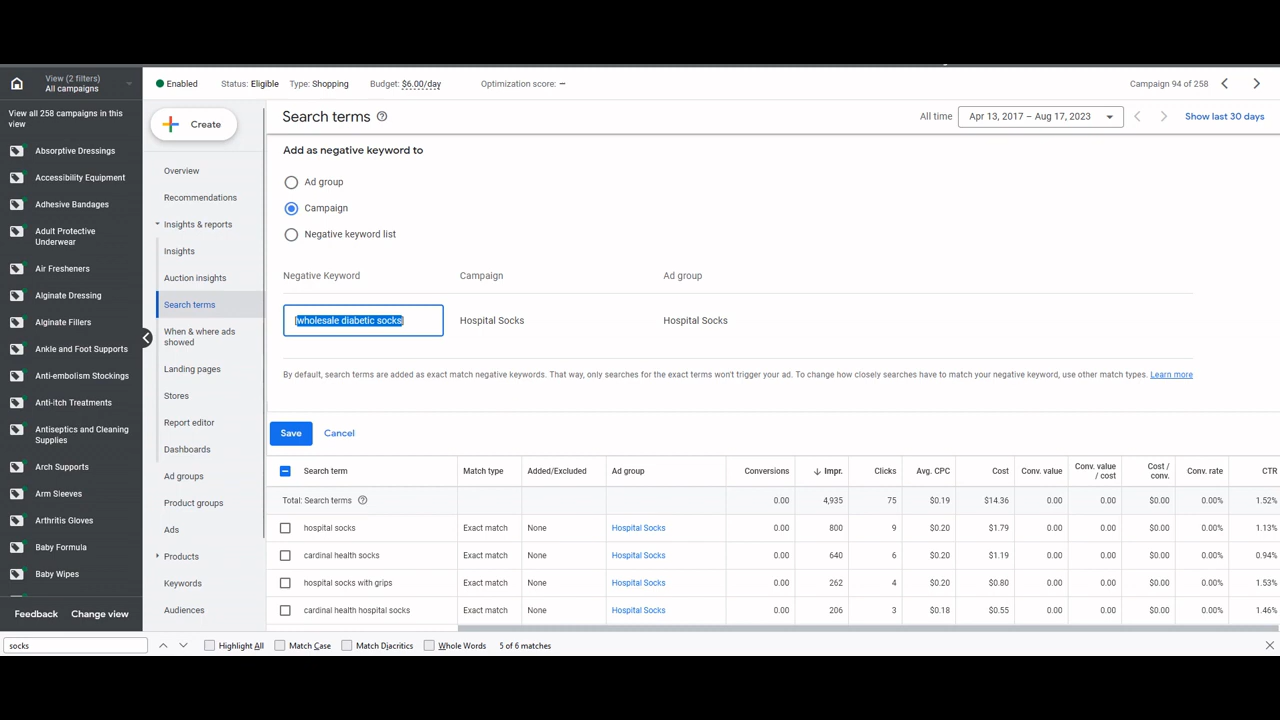 View (2 filters)
All campaigns
Enabled Status: Eligible Type: Shopping Budget: $6.00/day Optimization score: –
Campaign 94 of 258
View all 258 campaigns in this
view
Absorptive Dressings
Accessibility Equipment
Adhesive Bandages
Adult Protective
Underwear
Air Fresheners
Alginate Dressing
Alginate Fillers
Ankle and Foot Supports
Anti-embolism Stockings
Anti-itch Treatments
Antiseptics and Cleaning
Supplies
Arch Supports
Arm Sleeves
Arthritis Gloves
Baby Formula
Baby Wipes
Feedback Change view
Create
Overview
Recommendations
Insights & reports
Insights
Auction insights
Search terms
When & where ads
showed
Landing pages
Stores
Report editor
Dashboards
Ad groups
Product groups
Ads
Products
Keywords
Audiences
Search terms
All time Apr 13, 2017 – Aug 17, 2023 Show last 30 days
Add as negative keyword to
Ad group
Campaign
Negative keyword list
Negative Keyword Campaign Ad group
[wholesale diabetic socks] Hospital Socks Hospital Socks
By default, search terms are added as exact match negative keywords. That way, only searches for the exact terms won't trigger your ad. To change how closely searches have to match your negative keyword, use other match types. Learn more
Save Cancel
Search term Match type Added/Excluded Ad group Conversions Impr. Clicks Avg. CPC Cost Conv. value Conv. value / cost Cost / conv. Conv. rate CTR
Total: Search terms 0.00 4,935 75 $0.19 $14.36 0.00 0.00 $0.00 0.00% 1.52%
hospital socks Exact match None Hospital Socks 0.00 800 9 $0.20 $1.79 0.00 0.00 $0.00 0.00% 1.13%
cardinal health socks Exact match None Hospital Socks 0.00 640 6 $0.20 $1.19 0.00 0.00 $0.00 0.00% 0.94%
hospital socks with grips Exact match None Hospital Socks 0.00 262 4 $0.20 $0.80 0.00 0.00 $0.00 0.00% 1.53%
cardinal health hospital socks Exact match None Hospital Socks 0.00 206 3 $0.18 $0.55 0.00 0.00 $0.00 0.00% 1.46%
socks Highlight All Match Case Match Diacritics Whole Words 5 of 6 matches